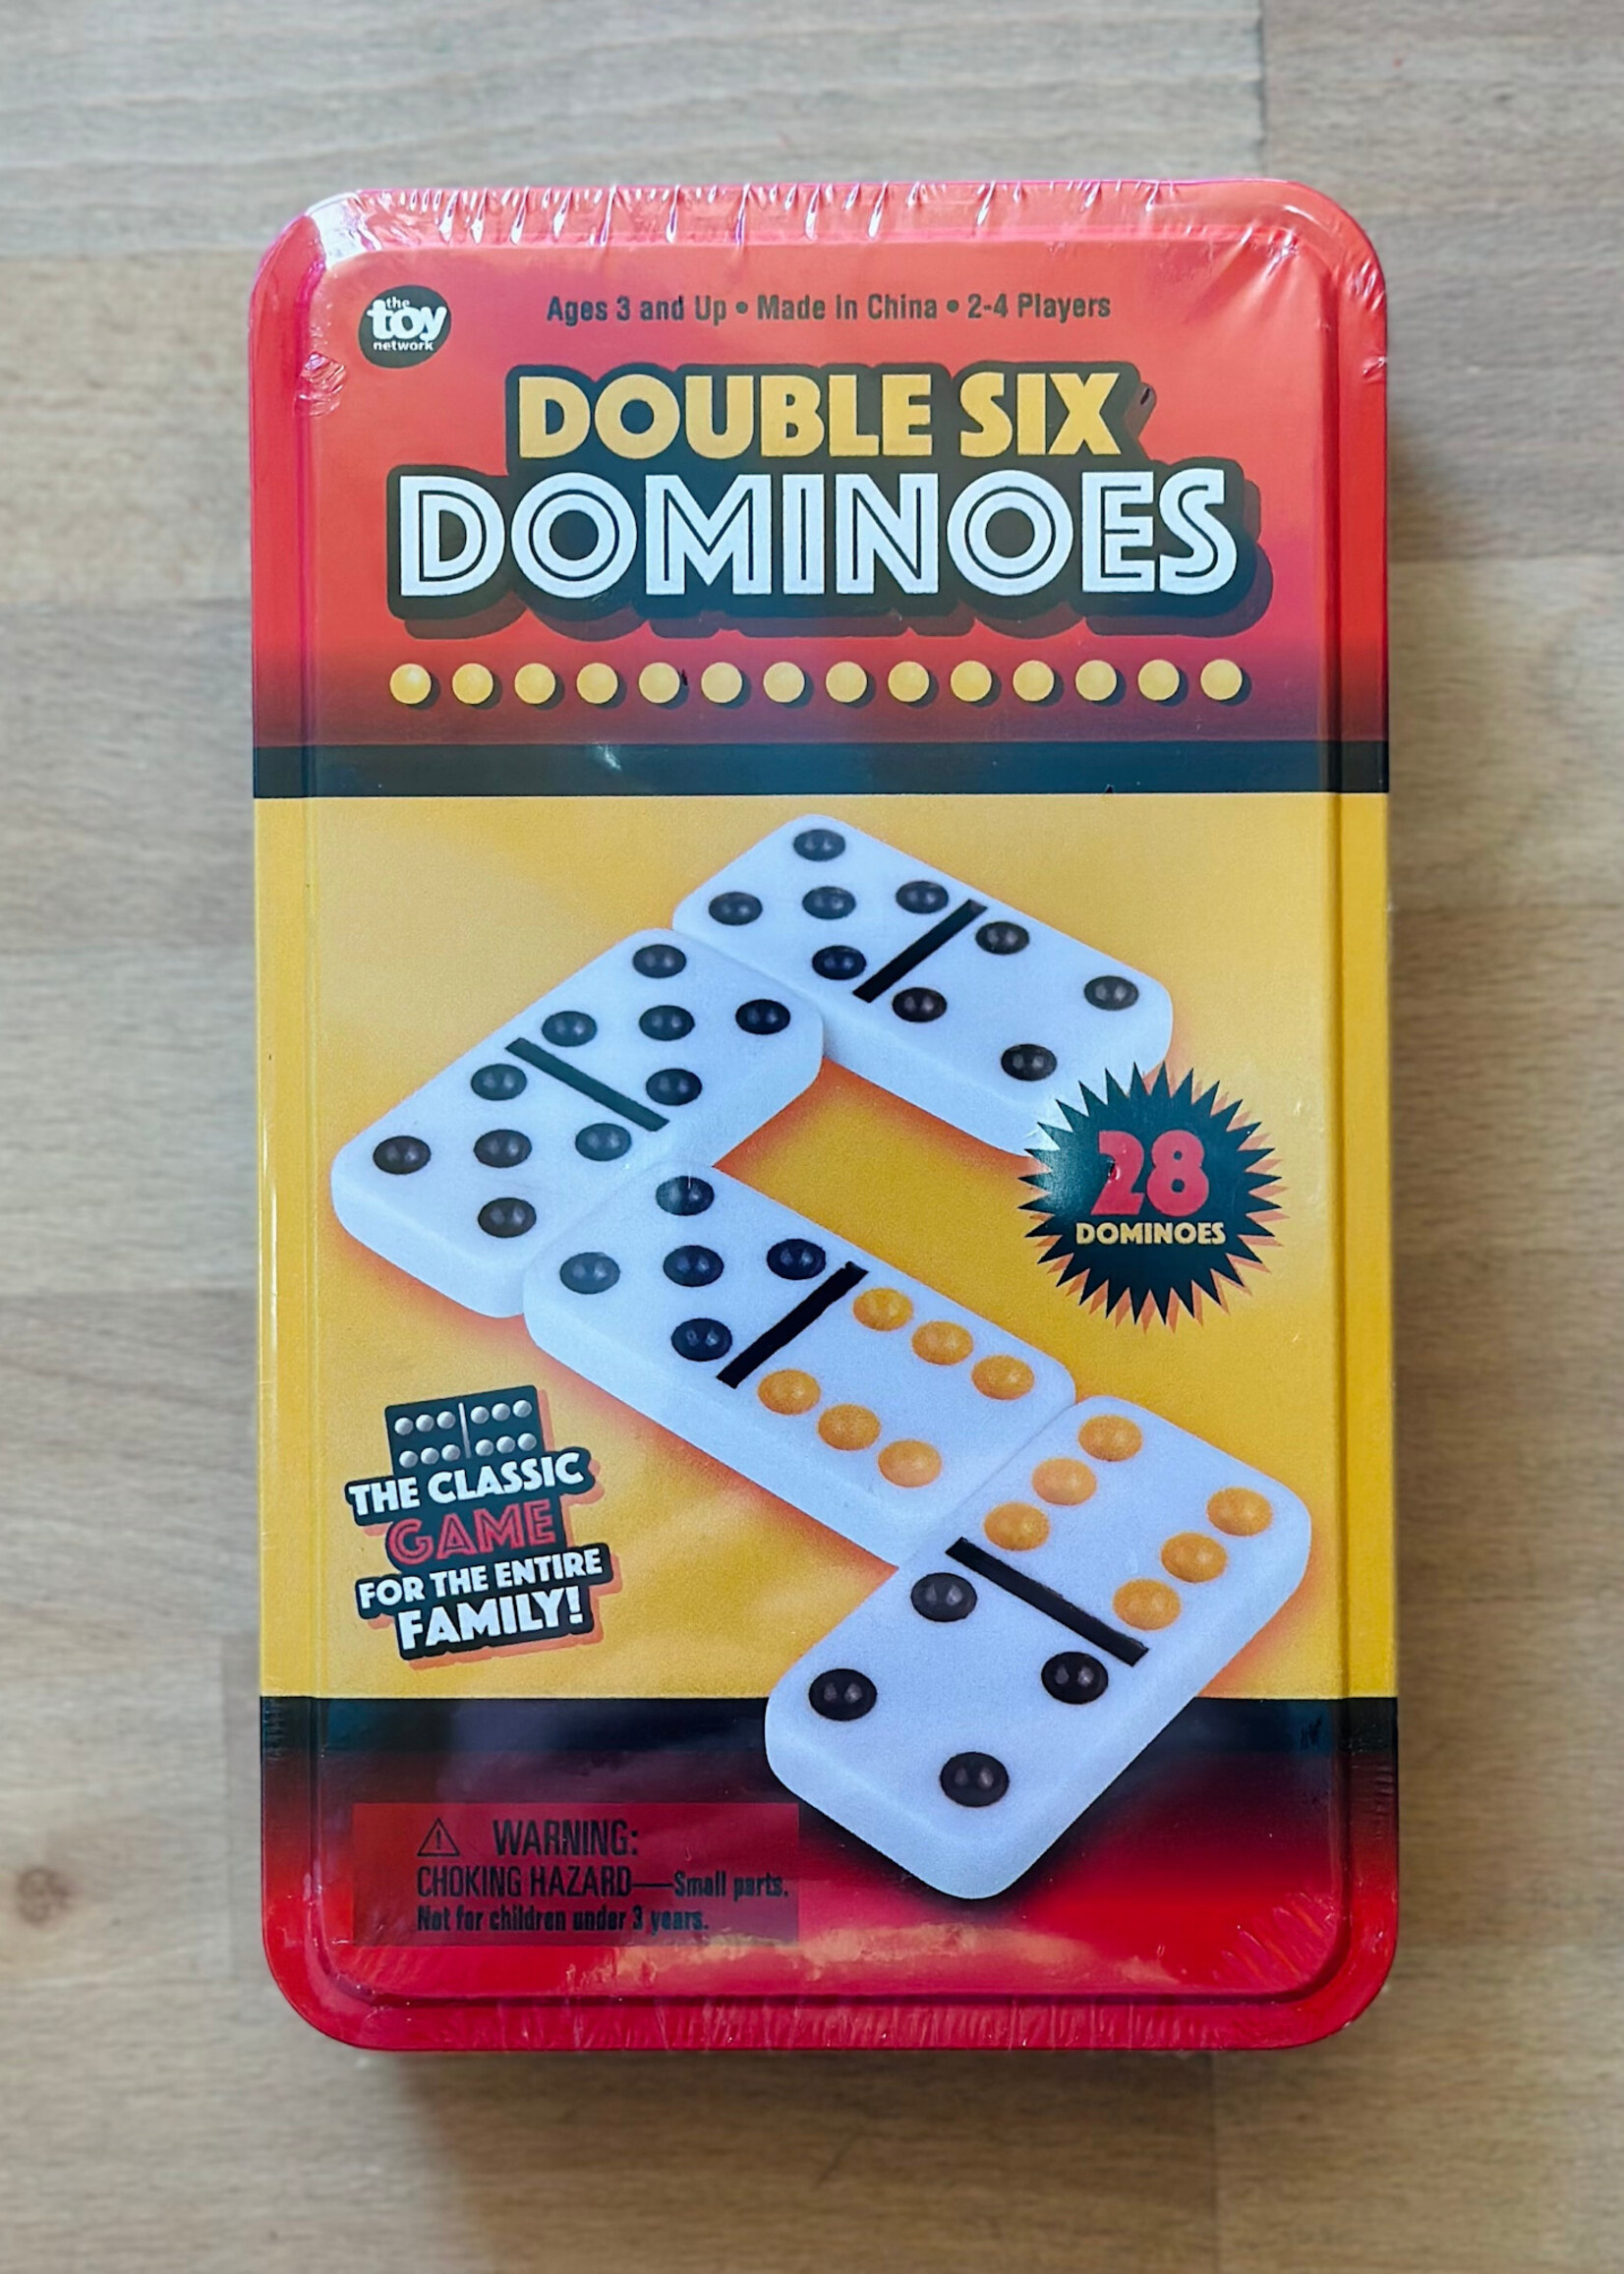 the
toy
network
Ages 3 and Up • Made in China • 2-4 Players
DOUBLE SIX
DOMINOES
28
DOMINOES
THE CLASSIC
GAME
FOR THE ENTIRE
FAMILY!
⚠ WARNING:
CHOKING HAZARD—Small parts.
Not for children under 3 years.